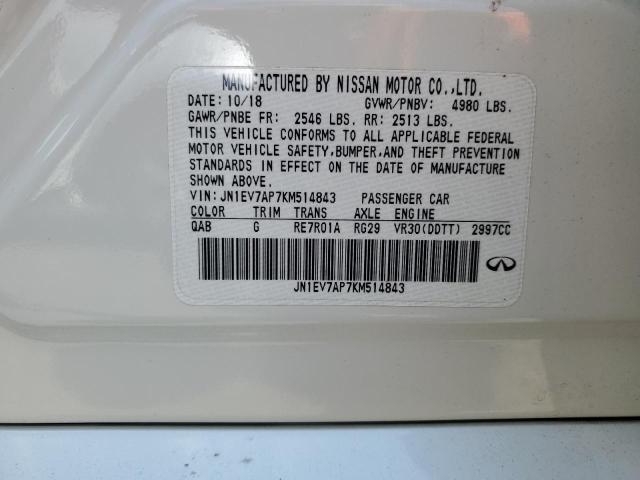 MANUFACTURED BY NISSAN MOTOR CO.,LTD.
DATE: 10/18 GVWR/PNBV: 4980 LBS.
GAWR/PNBE FR: 2546 LBS. RR: 2513 LBS.
THIS VEHICLE CONFORMS TO ALL APPLICABLE FEDERAL
MOTOR VEHICLE SAFETY, BUMPER, AND THEFT PREVENTION
STANDARDS IN EFFECT ON THE DATE OF MANUFACTURE
SHOWN ABOVE.
VIN: JN1EV7AP7KM514843 PASSENGER CAR
COLOR TRIM TRANS AXLE ENGINE
QAB G RE7R01A RG29 VR30(DDTT) 2997CC
JN1EV7AP7KM514843